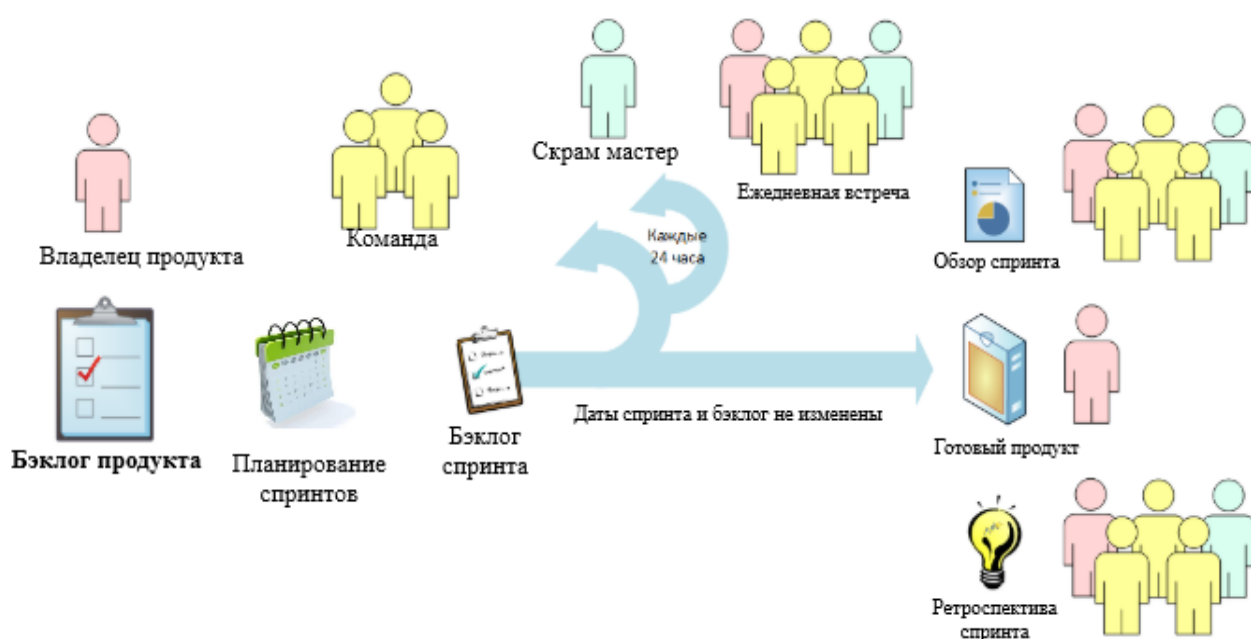 Скрам мастер
Ежедневная встреча
Владелец продукта
Команда
Каждые
24 часа
Обзор спринта
Бэклог продукта
Планирование
спринтов
Бэклог
спринта
Даты спринта и бэклог не изменены
Готовый продукт
Ретроспектива
спринта